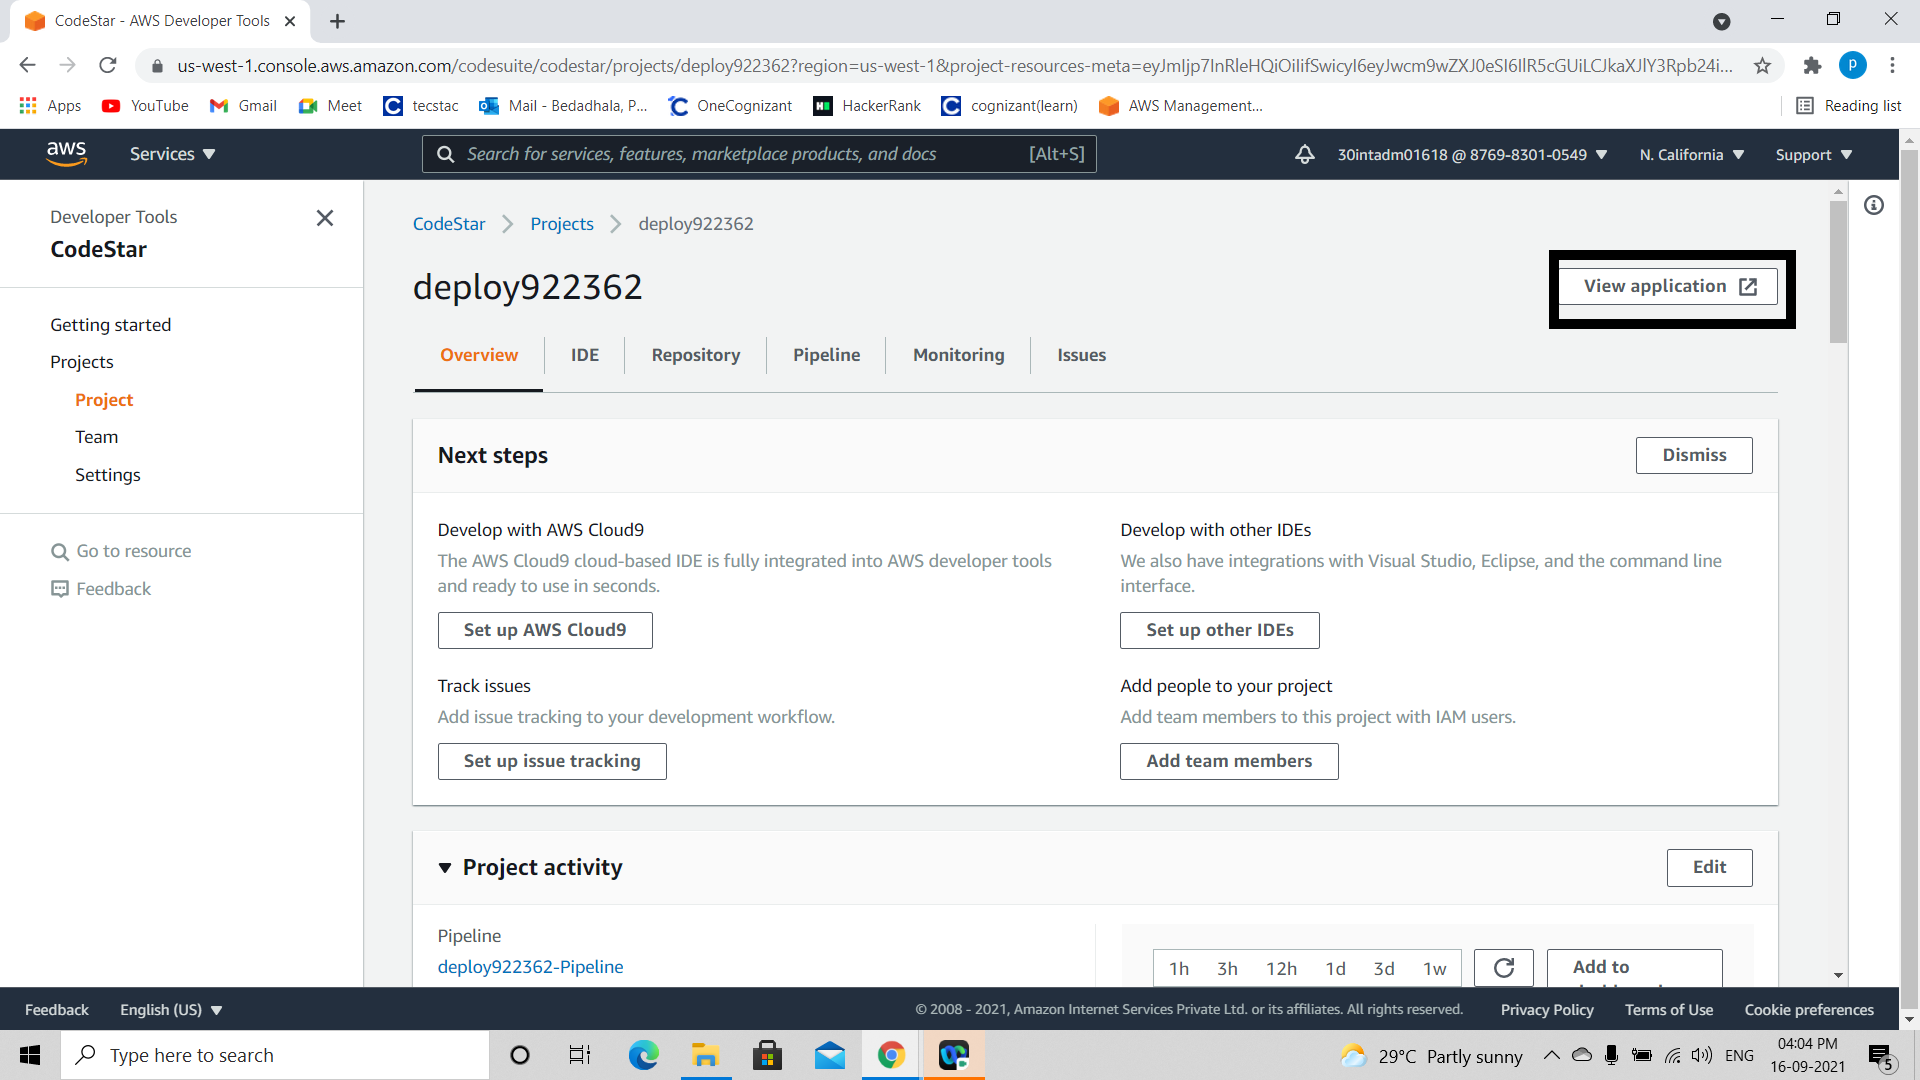 CodeStar - AWS Developer Tools
us-west-1.console.aws.amazon.com/codesuite/codestar/projects/deploy922362?region=us-west-1&project-resources-meta=eyJmIjp7InRleHQiOiIifSwicyI6eyJwcm9wZXJ0eSI6IlR5cGUiLCJkaXJlY3Rpb24i...
P
Apps
YouTube
Gmail
Meet
tecstac
Mail - Bedadhala, P...
OneCognizant
HackerRank
cognizant(learn)
AWS Management...
Reading list
aws
Services
Search for services, features, marketplace products, and docs
[Alt+S]
30intadm01618 @ 8769-8301-0549
N. California
Support
Developer Tools
CodeStar
Getting started
Projects
Project
Team
Settings
Go to resource
Feedback
CodeStar
Projects
deploy922362
deploy922362
View application
Overview
IDE
Repository
Pipeline
Monitoring
Issues
Next steps
Dismiss
Develop with AWS Cloud9
The AWS Cloud9 cloud-based IDE is fully integrated into AWS developer tools
and ready to use in seconds.
Set up AWS Cloud9
Develop with other IDEs
We also have integrations with Visual Studio, Eclipse, and the command line
interface.
Set up other IDEs
Track issues
Add issue tracking to your development workflow.
Set up issue tracking
Add people to your project
Add team members to this project with IAM users.
Add team members
Project activity
Edit
Pipeline
deploy922362-Pipeline
1h
3h
12h
1d
3d
1w
Add to
Feedback
English (US)
© 2008 - 2021, Amazon Internet Services Private Ltd. or its affiliates. All rights reserved.
Privacy Policy
Terms of Use
Cookie preferences
Type here to search
29°C Partly sunny
ENG
04:04 PM
16-09-2021
5